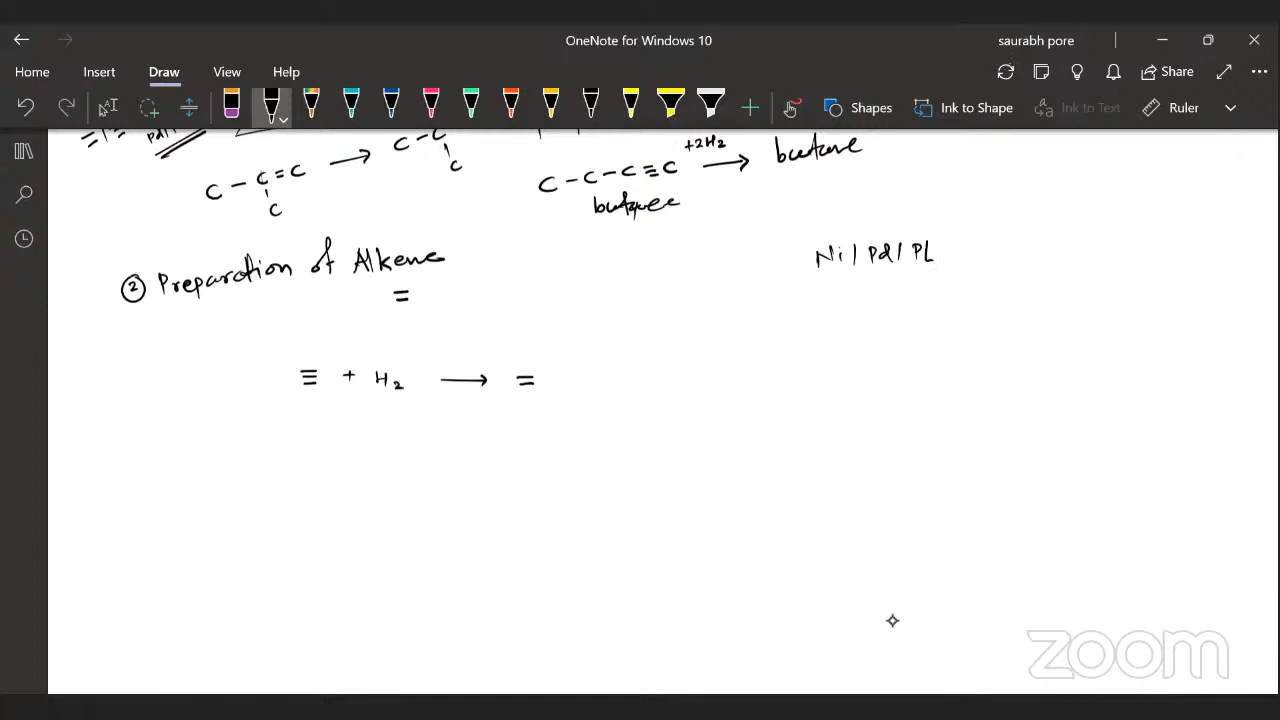 OneNote for Windows 10
saurabh pore
Home Insert Draw View Help
Share
Shapes Ink to Shape Ink to Text Ruler
C - C = C
C
C - C
C
C - C - C ≡ C +2H2 → butane
② Preparation of Alkene
=
Ni / Pd / Pt
≡ + H2 → =
zoom